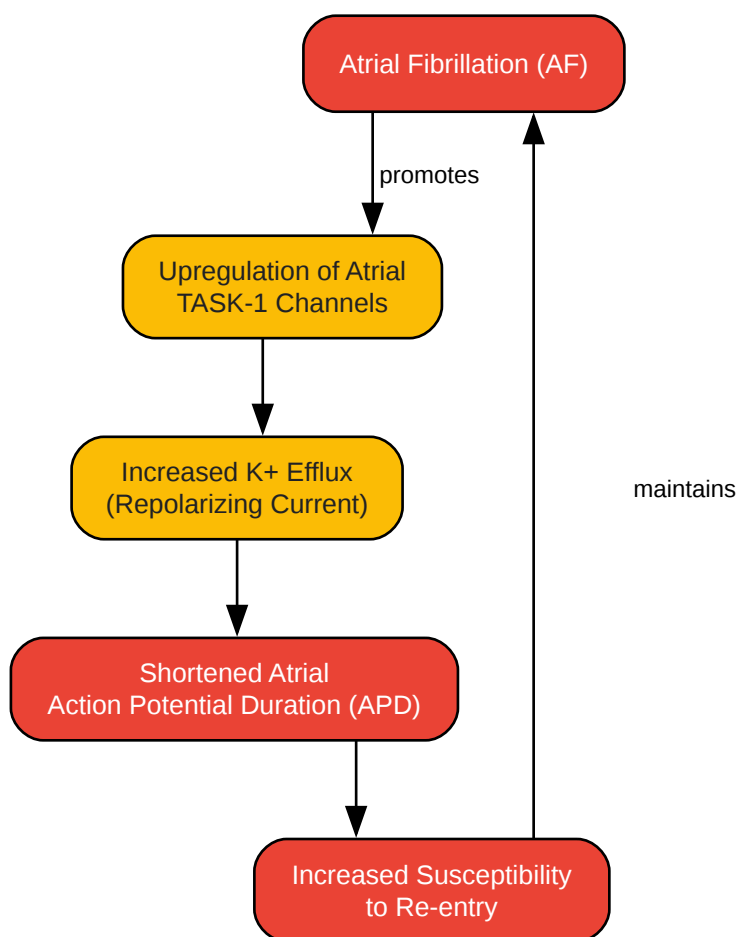 Atrial Fibrillation (AF)
promotes
Upregulation of Atrial
TASK-1 Channels
Increased K+ Efflux
(Repolarizing Current)
maintains
Shortened Atrial
Action Potential Duration (APD)
Increased Susceptibility
to Re-entry